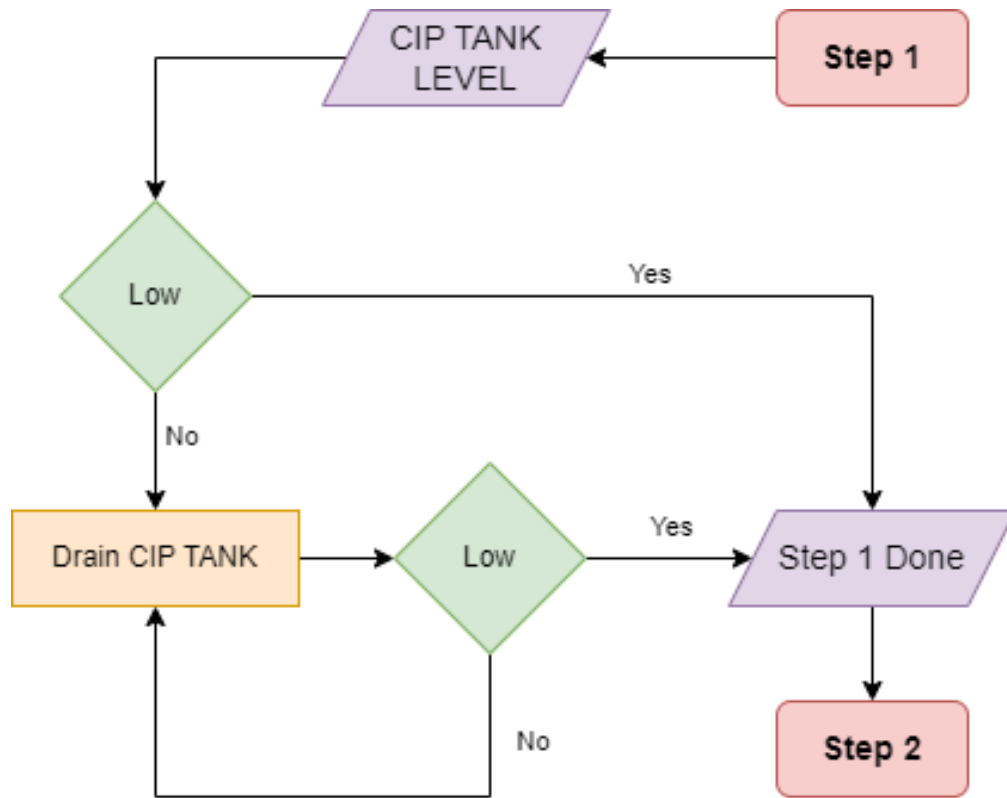 CIP TANK
LEVEL
Step 1
Low
Yes
No
Drain CIP TANK
Low
Yes
Step 1 Done
No
Step 2